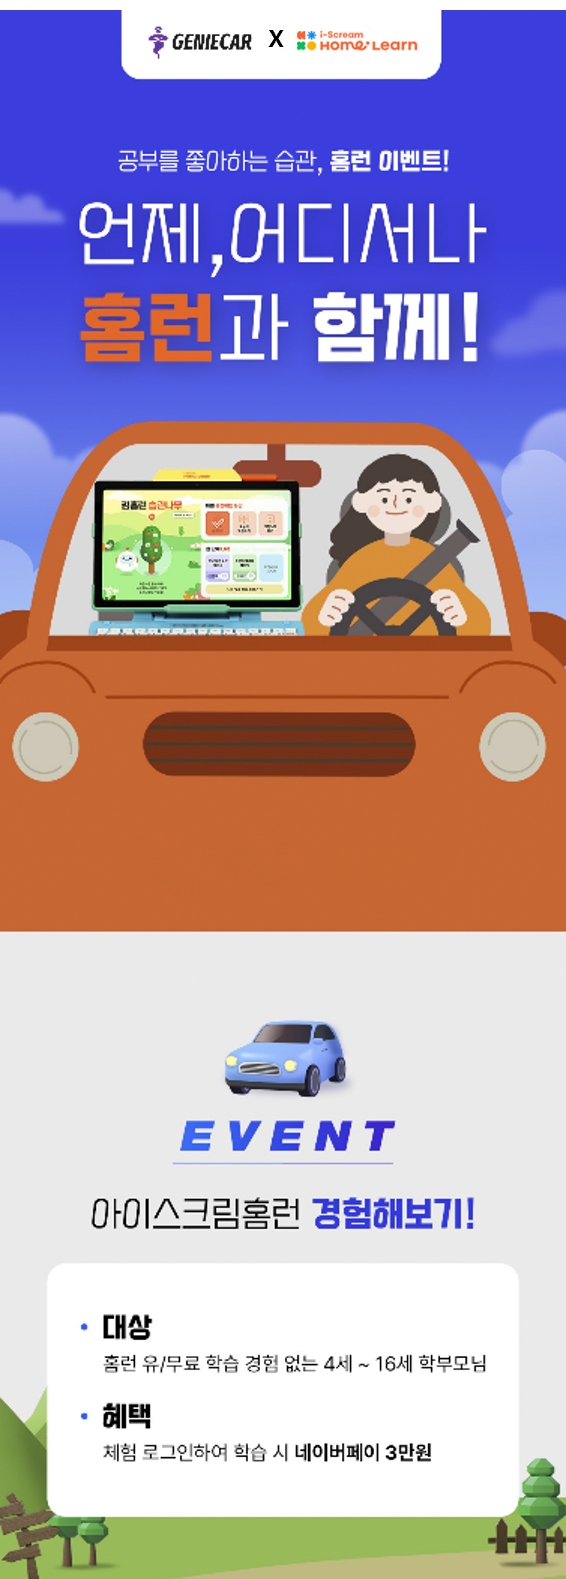 GENIECAR X i-Scream Home Learn
공부를 좋아하는 습관, 홈런 이벤트!
언제,어디서나
홈런과 함께!
EVENT
아이스크림홈런 경험해보기!
대상
홈런 유/무료 학습 경험 없는 4세 ~ 16세 학부모님
혜택
체험 로그인하여 학습 시 네이버페이 3만원